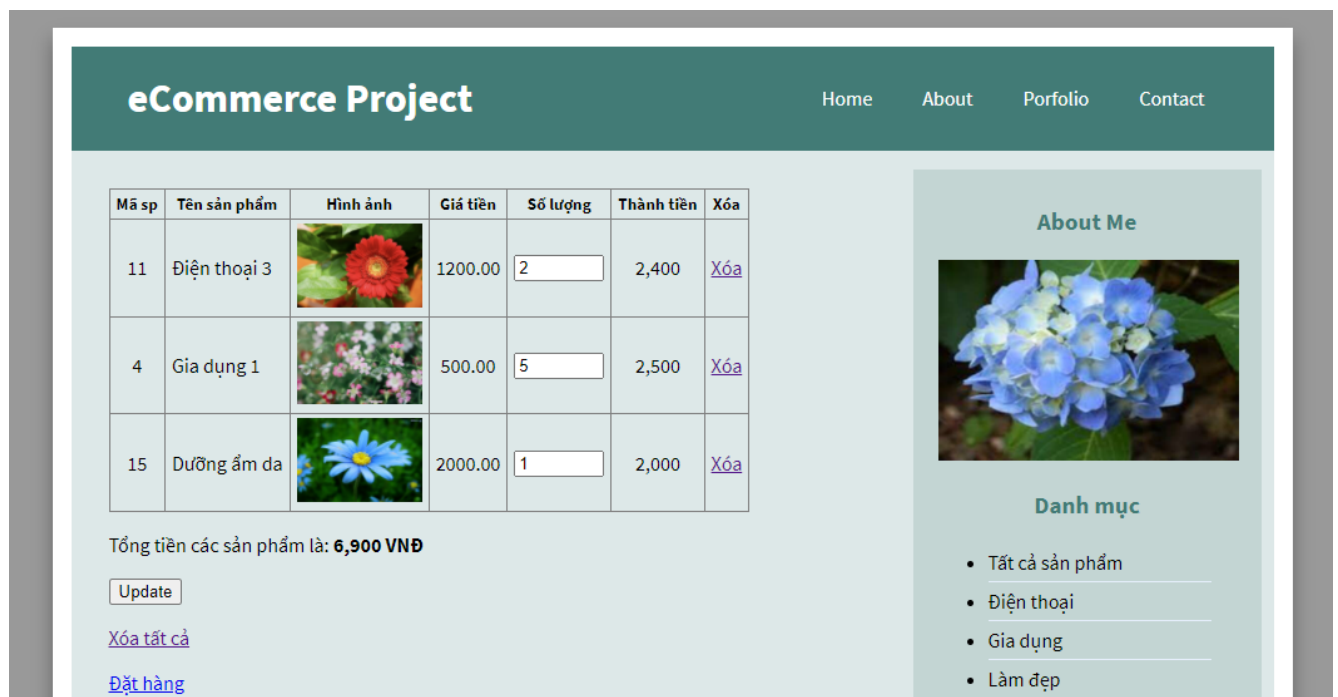 eCommerce Project
Home About Porfolio Contact
Mã sp Tên sản phẩm Hình ảnh Giá tiền Số lượng Thành tiền Xóa
11 Điện thoại 3 1200.00 2 2,400 Xóa
4 Gia dụng 1 500.00 5 2,500 Xóa
15 Dưỡng ẩm da 2000.00 1 2,000 Xóa
Tổng tiền các sản phẩm là: 6,900 VNĐ
Update
Xóa tất cả
Đặt hàng
About Me
Danh mục
Tất cả sản phẩm
Điện thoại
Gia dụng
Làm đẹp